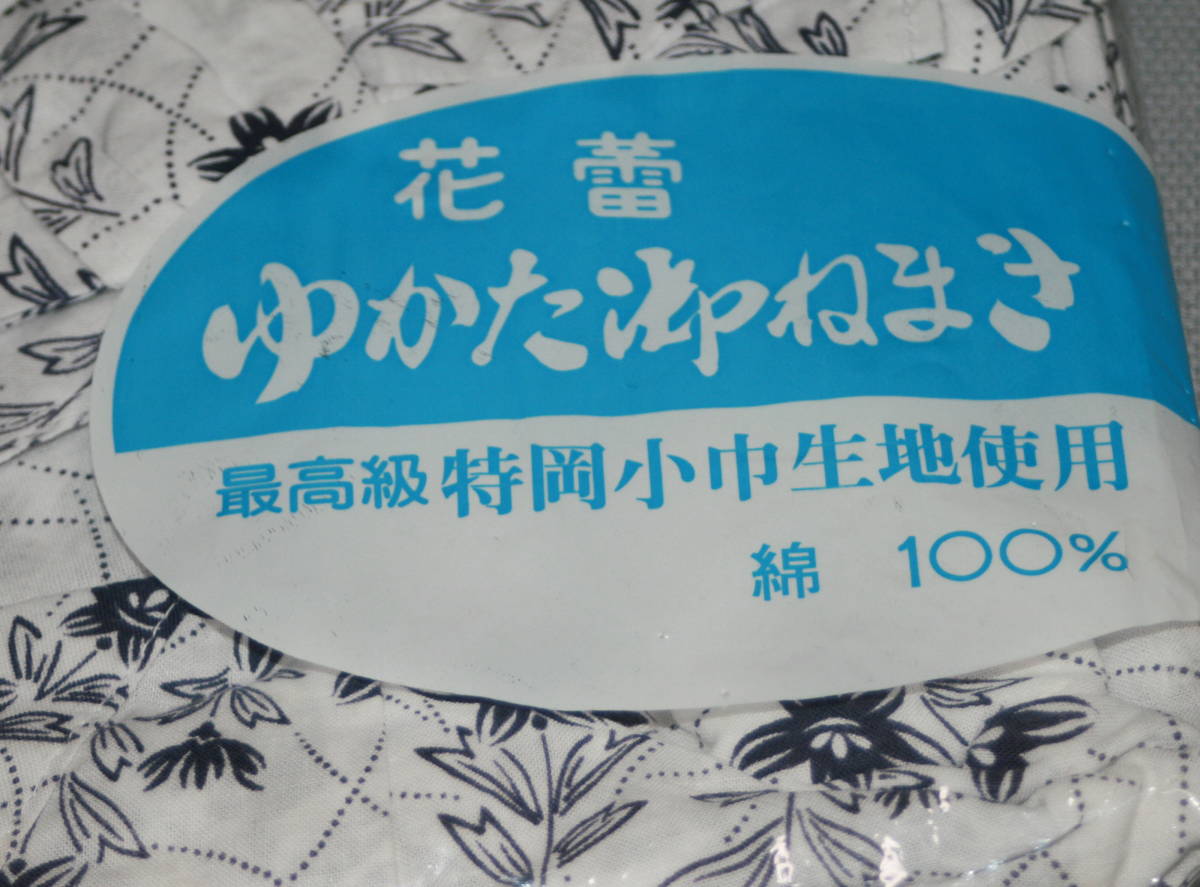 花蕾
ゆかた御ねまき
最高級特岡小巾生地使用
綿 100%